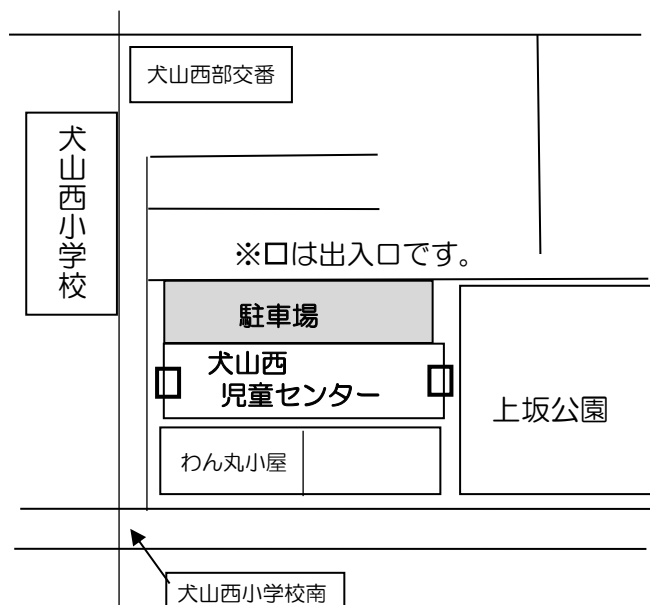 犬山西部交番
犬山西小学校
※口は出入口です。
駐車場
犬山西
児童センター
上坂公園
わん丸小屋
犬山西小学校南